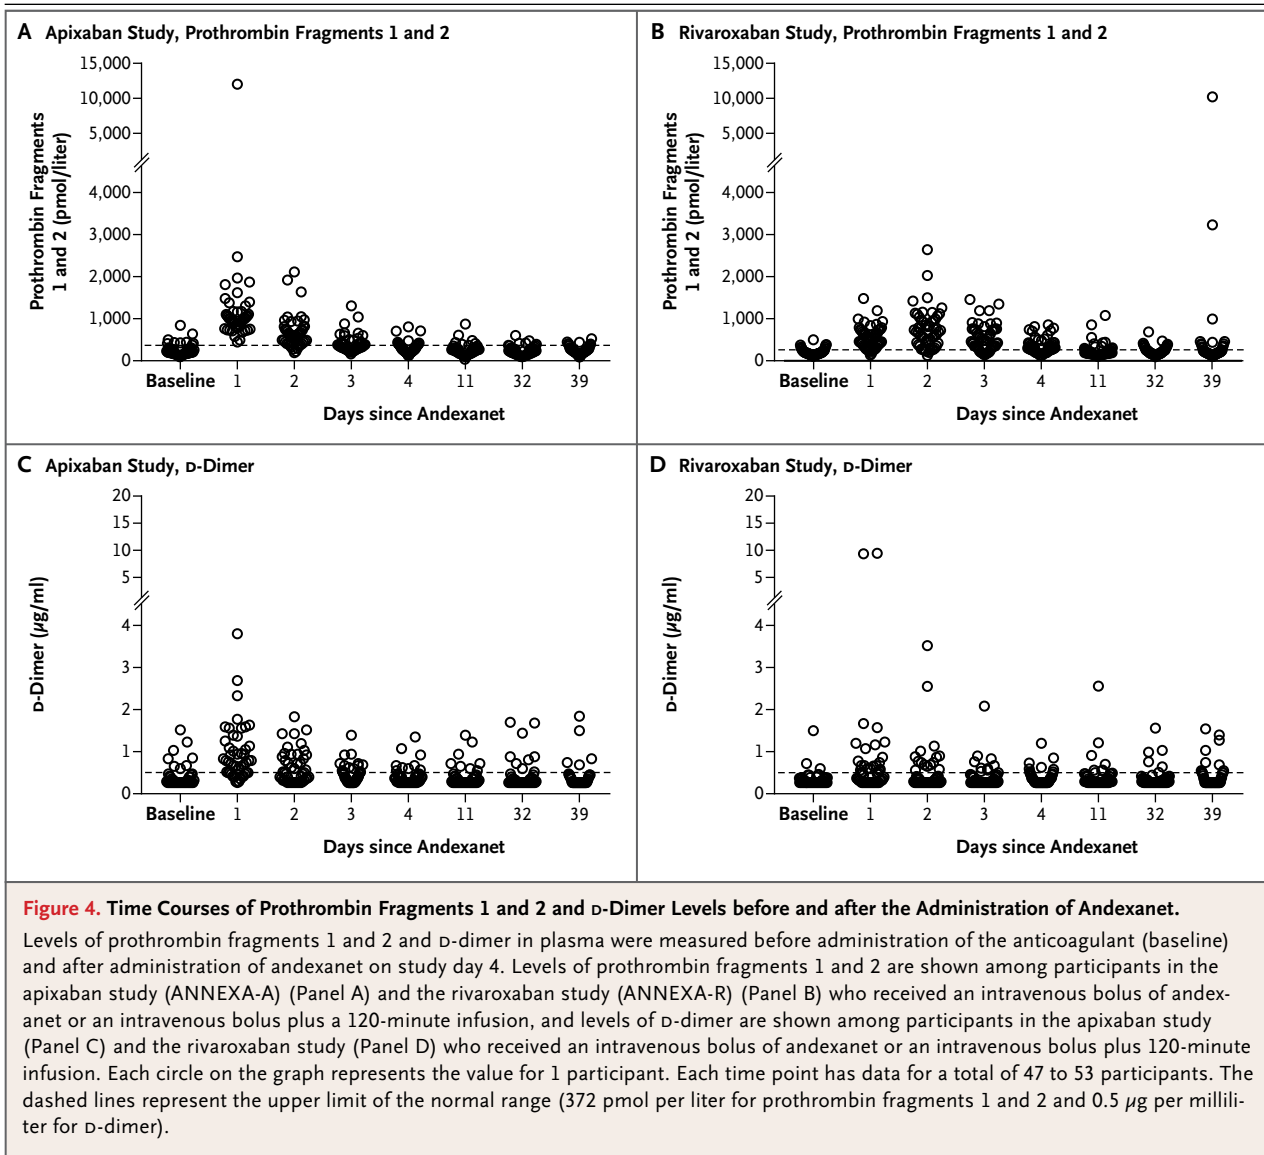 A Apixaban Study, Prothrombin Fragments 1 and 2
Prothrombin Fragments
1 and 2 (pmol/liter)
15,000
10,000
5,000
4,000
3,000
2,000
1,000
0
Baseline 1 2 3 4 11 32 39
Days since Andexanet
B Rivaroxaban Study, Prothrombin Fragments 1 and 2
Prothrombin Fragments
1 and 2 (pmol/liter)
15,000
10,000
5,000
4,000
3,000
2,000
1,000
0
Baseline 1 2 3 4 11 32 39
Days since Andexanet
C Apixaban Study, D-Dimer
D-Dimer (µg/ml)
20
15
10
5
4
3
2
1
0
Baseline 1 2 3 4 11 32 39
Days since Andexanet
D Rivaroxaban Study, D-Dimer
D-Dimer (µg/ml)
20
15
10
5
4
3
2
1
0
Baseline 1 2 3 4 11 32 39
Days since Andexanet
Figure 4. Time Courses of Prothrombin Fragments 1 and 2 and D-Dimer Levels before and after the Administration of Andexanet.
Levels of prothrombin fragments 1 and 2 and D-dimer in plasma were measured before administration of the anticoagulant (baseline)
and after administration of andexanet on study day 4. Levels of prothrombin fragments 1 and 2 are shown among participants in the
apixaban study (ANNEXA-A) (Panel A) and the rivaroxaban study (ANNEXA-R) (Panel B) who received an intravenous bolus of andex-
anet or an intravenous bolus plus a 120-minute infusion, and levels of D-dimer are shown among participants in the apixaban study
(Panel C) and the rivaroxaban study (Panel D) who received an intravenous bolus of andexanet or an intravenous bolus plus 120-minute
infusion. Each circle on the graph represents the value for 1 participant. Each time point has data for a total of 47 to 53 participants. The
dashed lines represent the upper limit of the normal range (372 pmol per liter for prothrombin fragments 1 and 2 and 0.5 µg per millili-
ter for D-dimer).